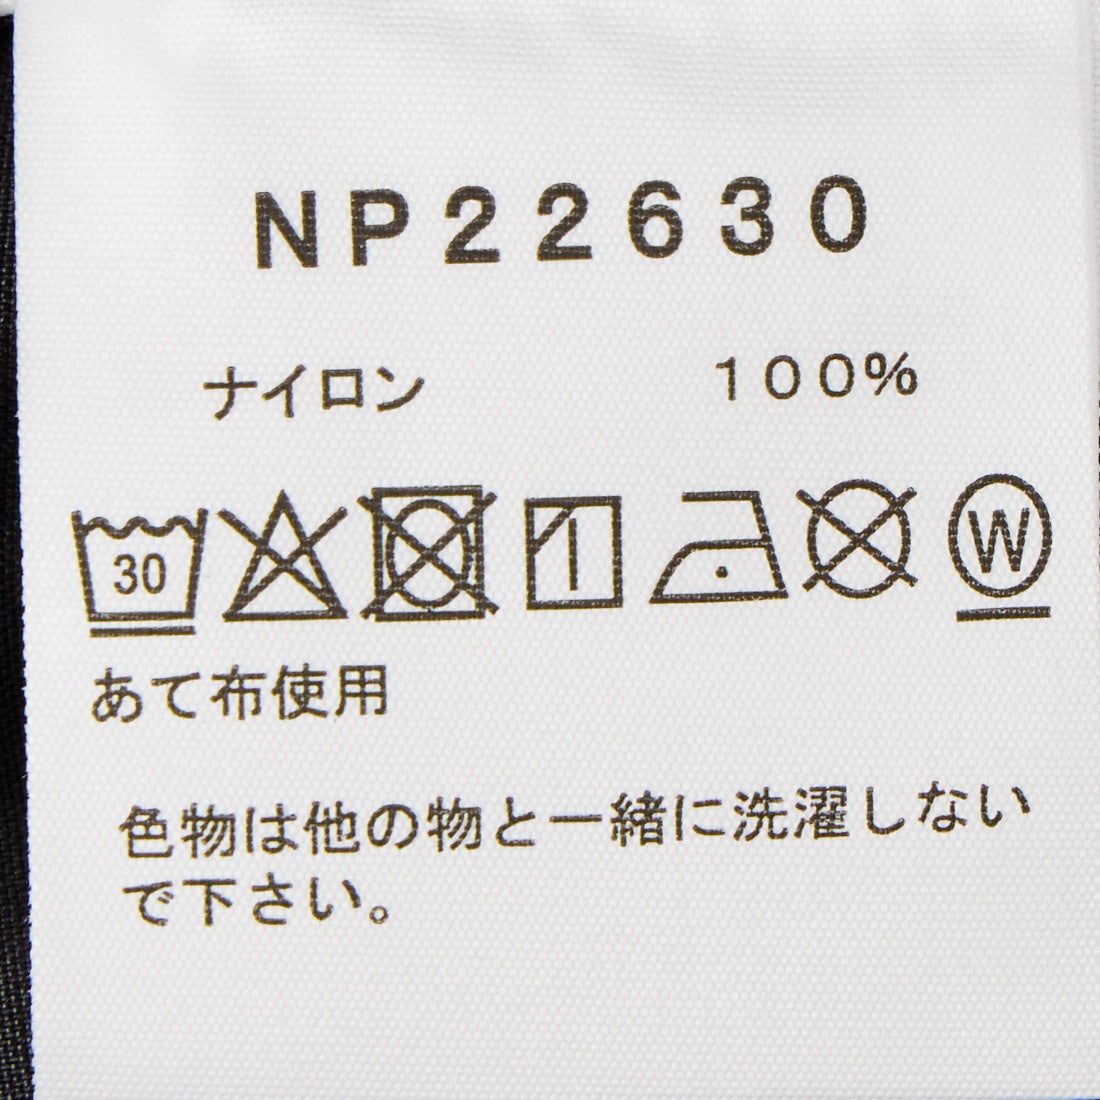 NP22630
ナイロン 100%
30 W
あて布使用
色物は他の物と一緒に洗濯しない
で下さい。